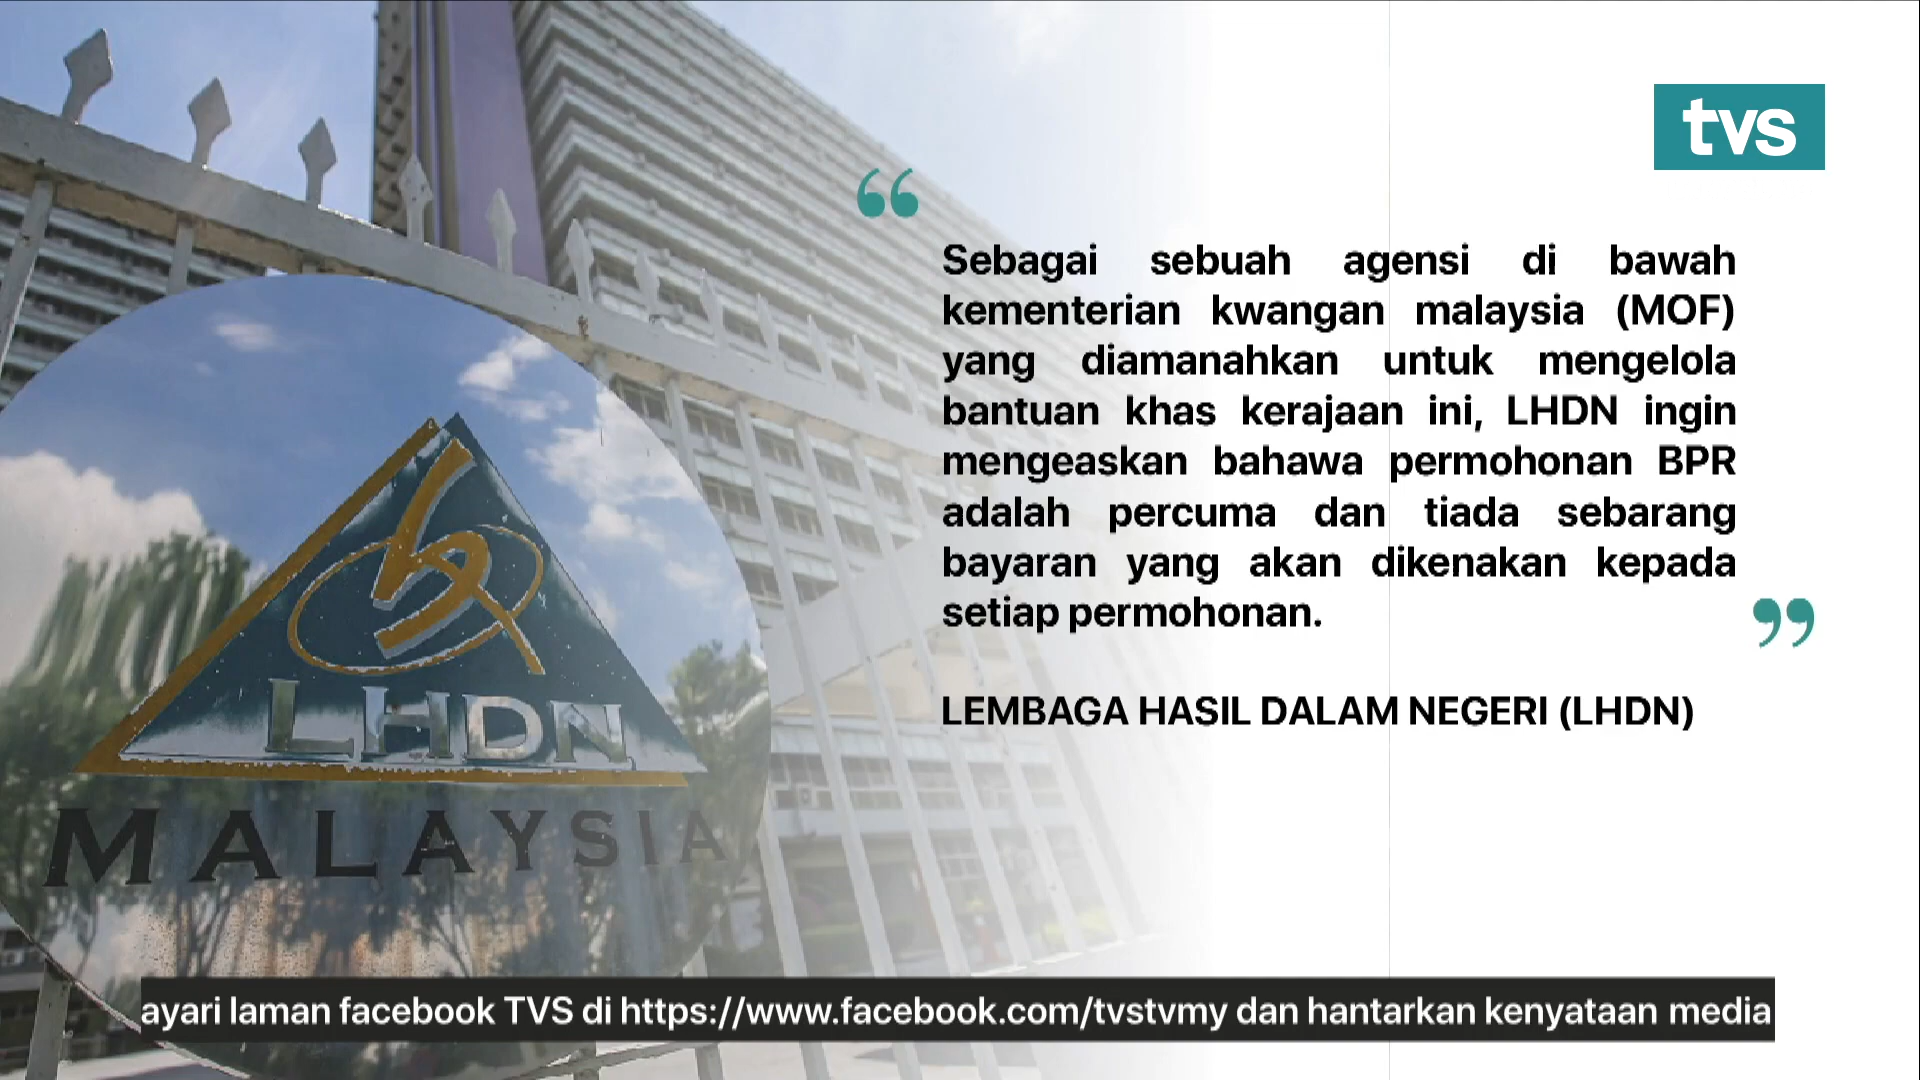 tvs
“
Sebagai sebuah agensi di bawah
kementerian kwangan malaysia (MOF)
yang diamanahkan untuk mengelola
bantuan khas kerajaan ini, LHDN ingin
mengeaskan bahawa permohonan BPR
adalah percuma dan tiada sebarang
bayaran yang akan dikenakan kepada
setiap permohonan.
”
LEMBAGA HASIL DALAM NEGERI (LHDN)
LHDN
MALAYSIA
ayari laman facebook TVS di https://www.facebook.com/tvstvmy dan hantarkan kenyataan media